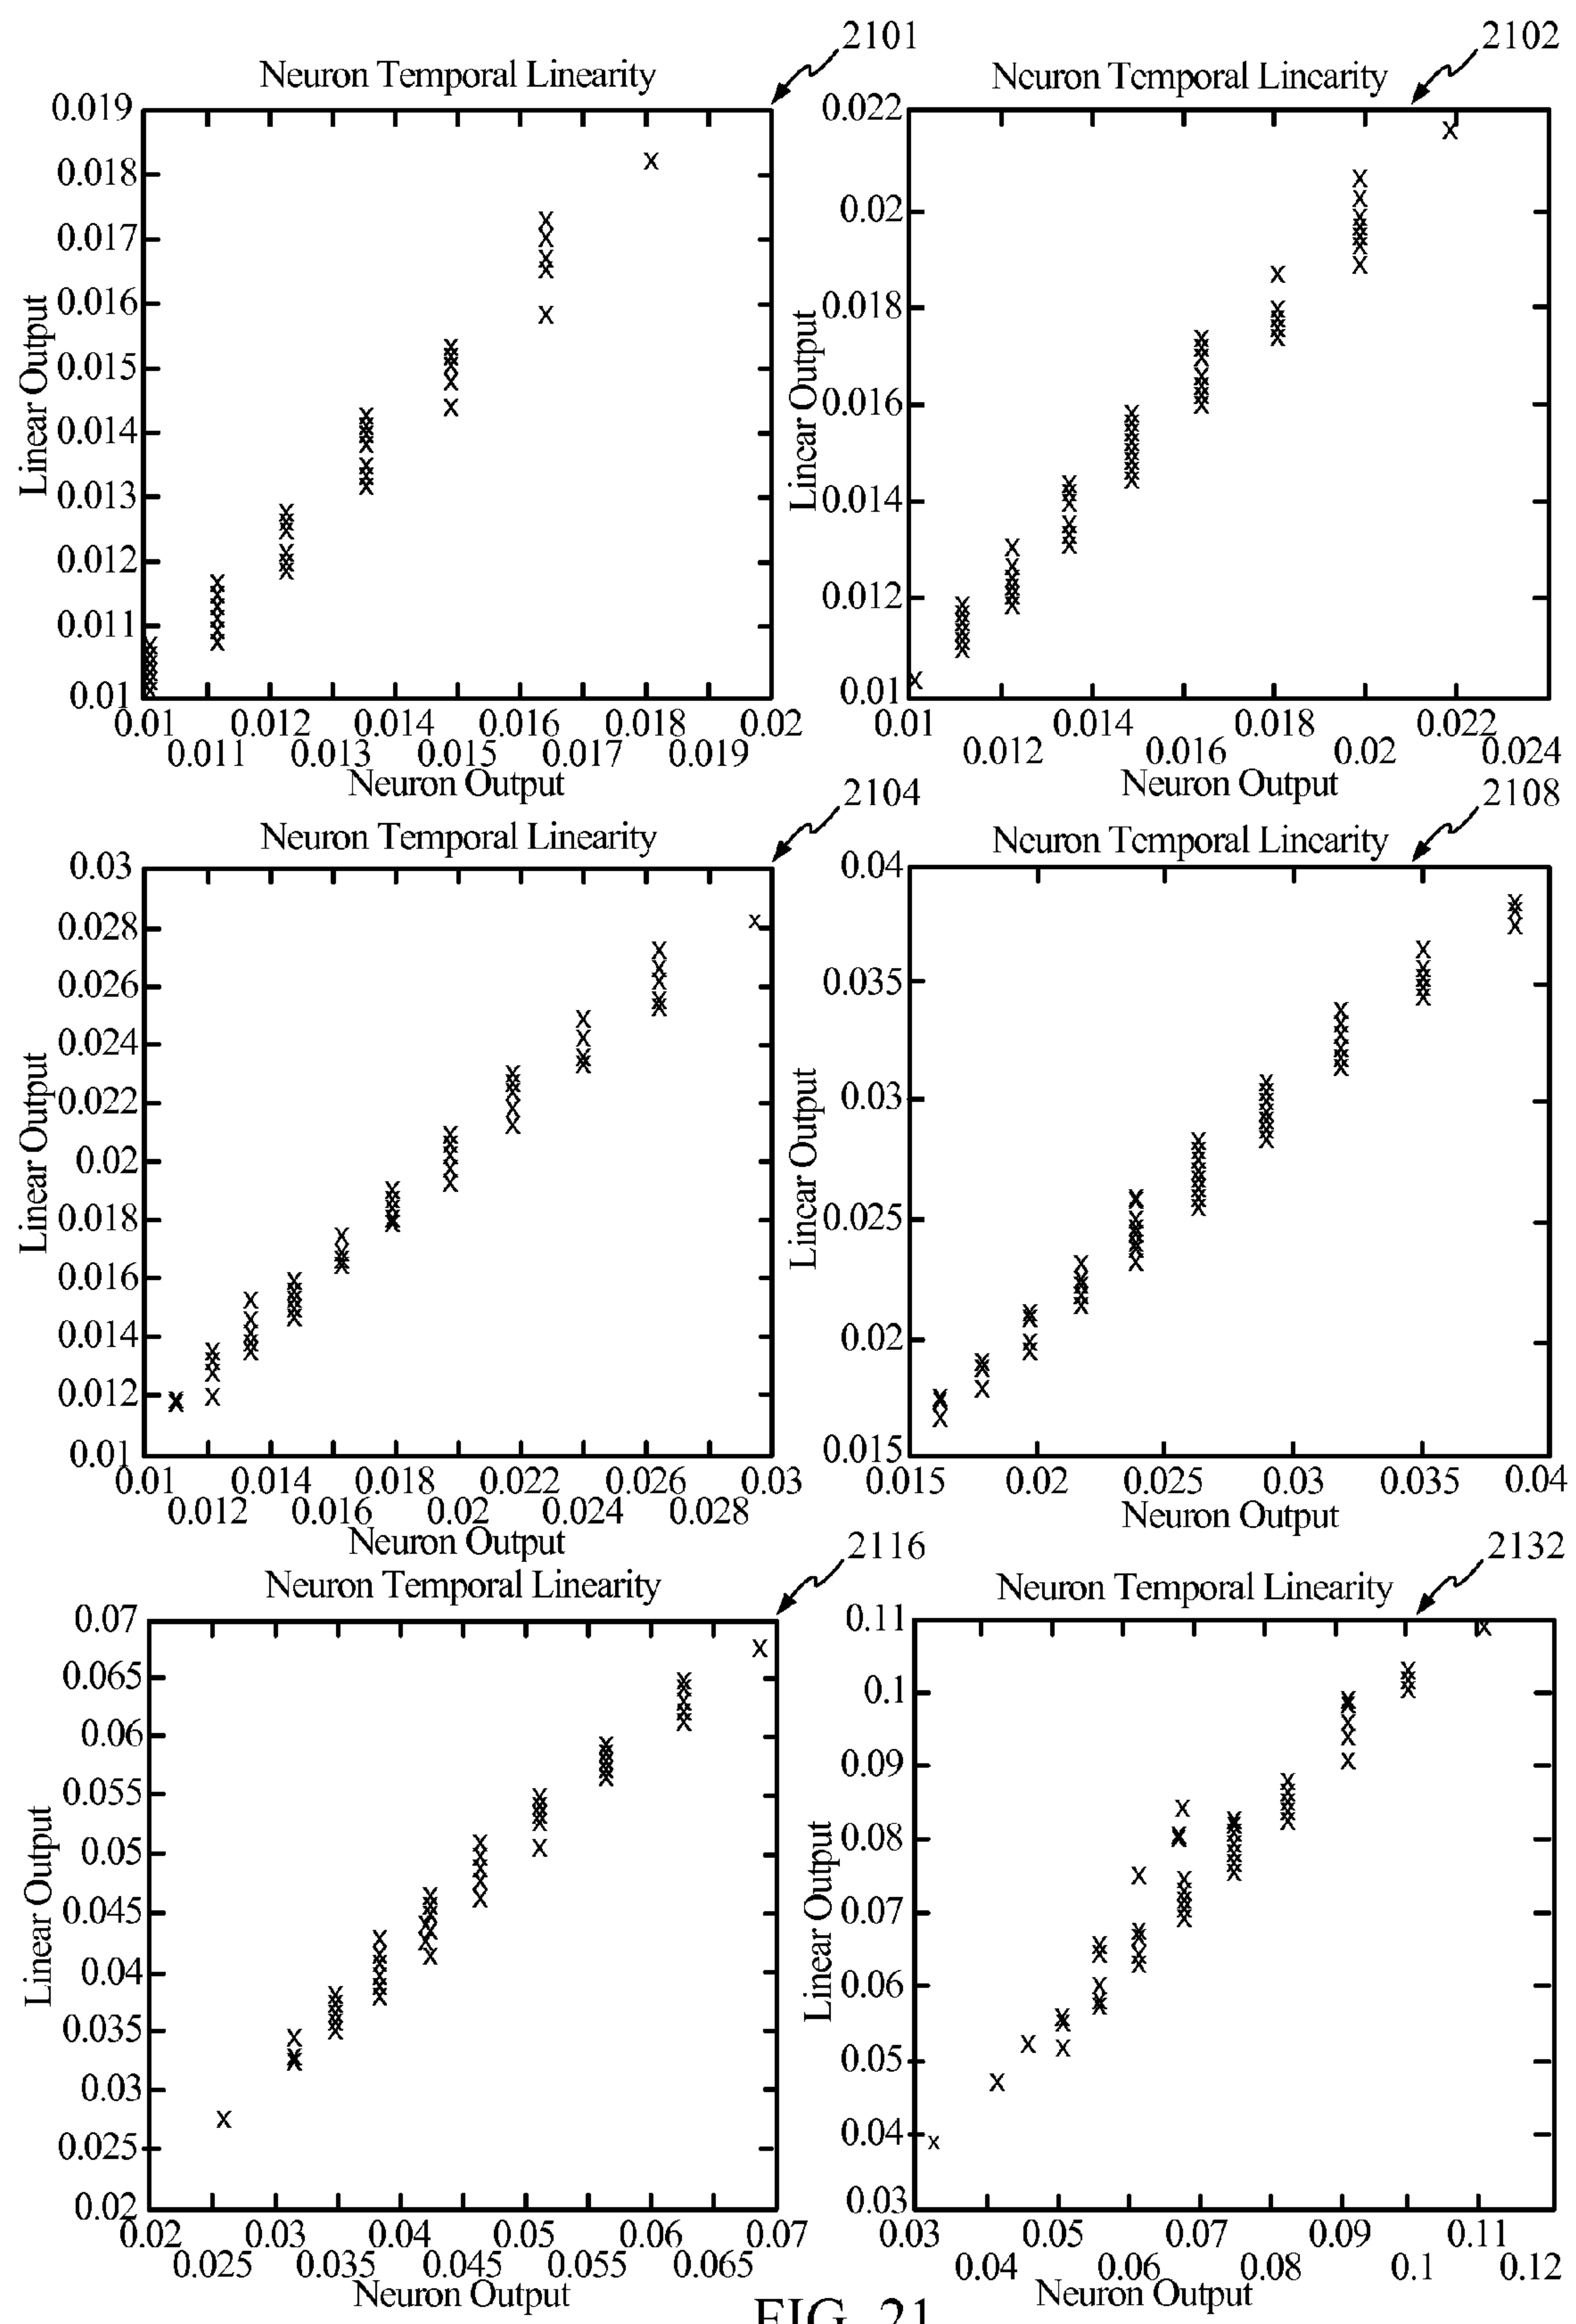 2101
Neuron Temporal Linearity
0.019
0.018
0.017
0.016
0.015
0.014
0.013
0.012
0.011
0.01
Linear Output
0.01 0.012 0.014 0.016 0.018 0.02
0.011 0.013 0.015 0.017 0.019
Neuron Output
2102
Neuron Temporal Linearity
0.022
0.02
0.018
0.016
0.014
0.012
0.01
Linear Output
0.01 0.014 0.018 0.022
0.012 0.016 0.02 0.024
Neuron Output
2104
Neuron Temporal Linearity
0.03
0.028
0.026
0.024
0.022
0.02
0.018
0.016
0.014
0.012
0.01
Linear Output
0.01 0.014 0.018 0.022 0.026 0.03
0.012 0.016 0.02 0.024 0.028
Neuron Output
2108
Neuron Temporal Linearity
0.04
0.035
0.03
0.025
0.02
0.015
Linear Output
0.015 0.02 0.025 0.03 0.035 0.04
Neuron Output
2116
Neuron Temporal Linearity
0.07
0.065
0.06
0.055
0.05
0.045
0.04
0.035
0.03
0.025
0.02
Linear Output
0.02 0.03 0.04 0.05 0.06 0.07
0.025 0.035 0.045 0.055 0.065
Neuron Output
2132
Neuron Temporal Linearity
0.11
0.1
0.09
0.08
0.07
0.06
0.05
0.04
0.03
Linear Output
0.03 0.05 0.07 0.09 0.11
0.04 0.06 0.08 0.1 0.12
Neuron Output
FIG. 21